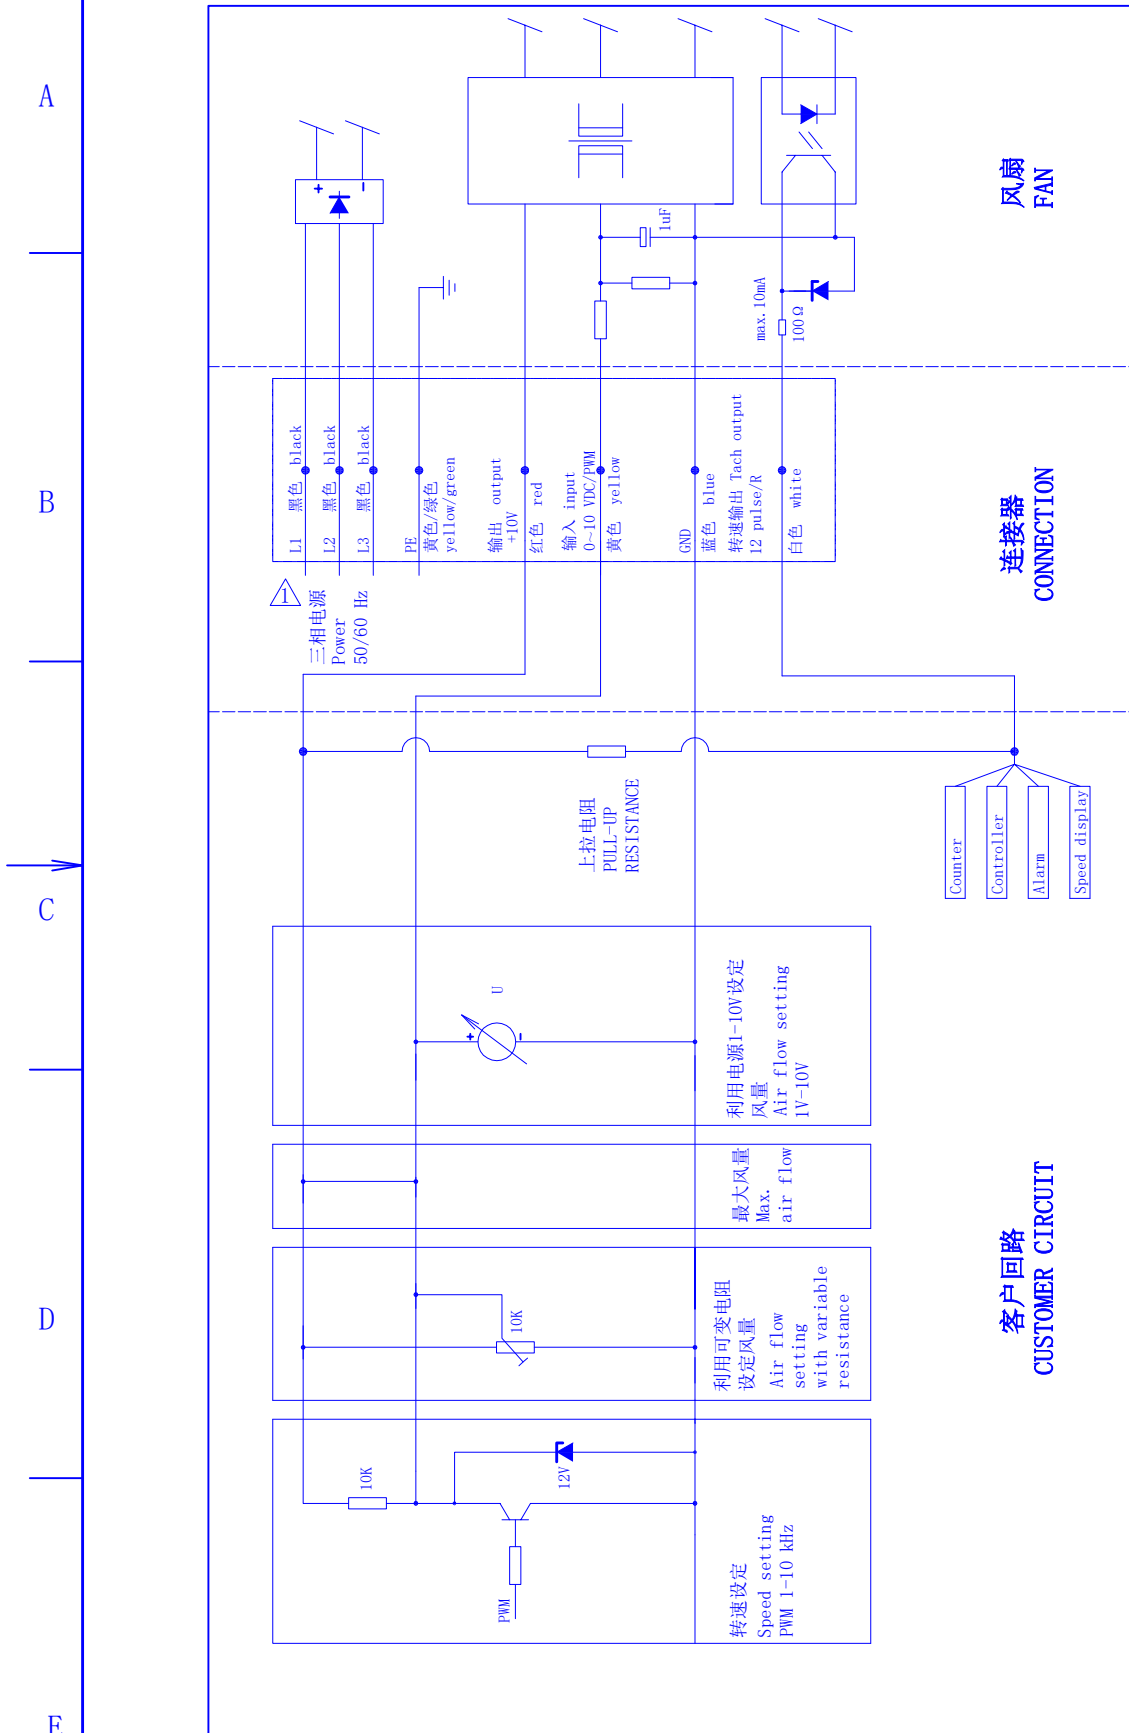 A
B
C
D
E
风扇
FAN
1uF
max. 10mA
100Ω
连接器
CONNECTION
L1 黑色 black
L2 黑色 black
L3 黑色 black
PE
黄色/绿色
yellow/green
输出 output
+10V
红色 red
输入 input
0~10 VDC/PWM
黄色 yellow
GND
蓝色 blue
转速输出 Tach output
12 pulse/R
白色 white
1
三相电源
Power
50/60 Hz
上拉电阻
PULL-UP
RESISTANCE
Counter
Controller
Alarm
Speed display
客户回路
CUSTOMER CIRCUIT
+
-
U
+
-
利用电源1-10V设定
风量
Air flow setting
1V-10V
最大风量
Max.
air flow
10K
利用可变电阻
设定风量
Air flow
setting
with variable
resistance
10K
12V
PWM
转速设定
Speed setting
PWM 1-10 kHz